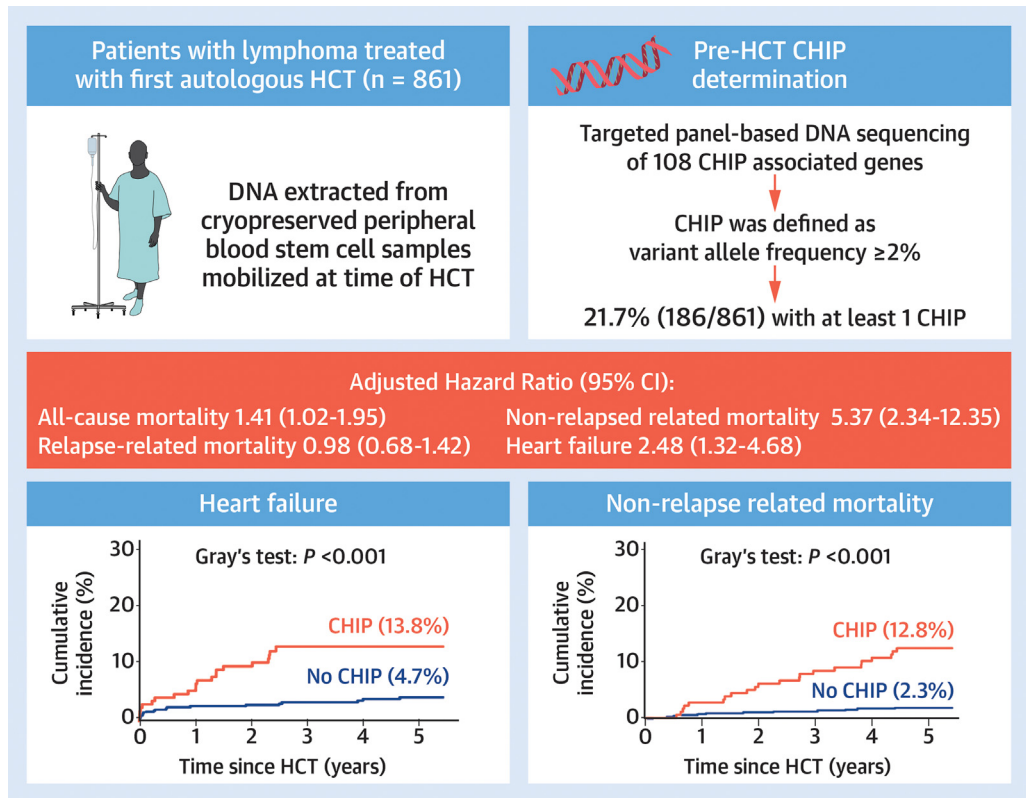 Patients with lymphoma treated
with first autologous HCT (n = 861)
DNA extracted from
cryopreserved peripheral
blood stem cell samples
mobilized at time of HCT
Pre-HCT CHIP
determination
Targeted panel-based DNA sequencing
of 108 CHIP associated genes
CHIP was defined as
variant allele frequency ≥2%
21.7% (186/861) with at least 1 CHIP
Adjusted Hazard Ratio (95% CI):
All-cause mortality 1.41 (1.02-1.95)
Relapse-related mortality 0.98 (0.68-1.42)
Non-relapsed related mortality 5.37 (2.34-12.35)
Heart failure 2.48 (1.32-4.68)
Heart failure
Cumulative
incidence (%)
30
20
10
0
Gray's test: P <0.001
CHIP (13.8%)
No CHIP (4.7%)
0 1 2 3 4 5
Time since HCT (years)
Non-relapse related mortality
Cumulative
incidence (%)
30
20
10
0
Gray's test: P <0.001
CHIP (12.8%)
No CHIP (2.3%)
0 1 2 3 4 5
Time since HCT (years)